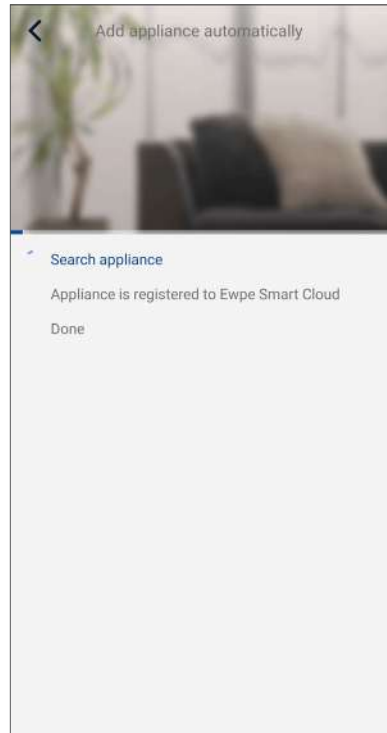 Add appliance automatically
Search appliance
Appliance is registered to Ewpe Smart Cloud
Done